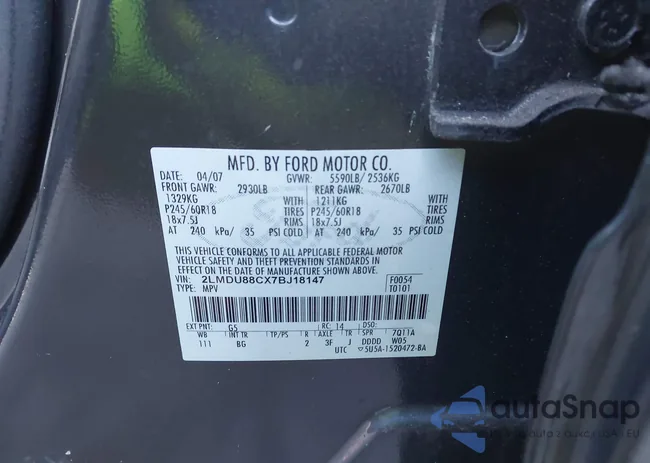 MFD. BY FORD MOTOR CO.
DATE: 04/07 GVWR: 5590LB/ 2536KG
FRONT GAWR: 2930LB REAR GAWR: 2670LB
1329KG WITH 1211KG WITH
P245/60R18 TIRES P245/60R18 TIRES
18x7.5J RIMS 18x7.5J RIMS
AT 240 kPa/ 35 PSI COLD AT 240 kPa/ 35 PSI COLD
THIS VEHICLE CONFORMS TO ALL APPLICABLE FEDERAL MOTOR
VEHICLE SAFETY AND THEFT PREVENTION STANDARDS IN
EFFECT ON THE DATE OF MANUFACTURE SHOWN ABOVE.
VIN: 2LMDU88CX7BJ18147 F0054
TYPE: MPV T0101
EXT PNT: G5 RC: 14 DSO:
WB INT TR TP/PS R AXLE TR SPR 7Q11A
111 BG 2 3F J DDDD W05
UTC 5U5A-1520472-BA
autoSnap